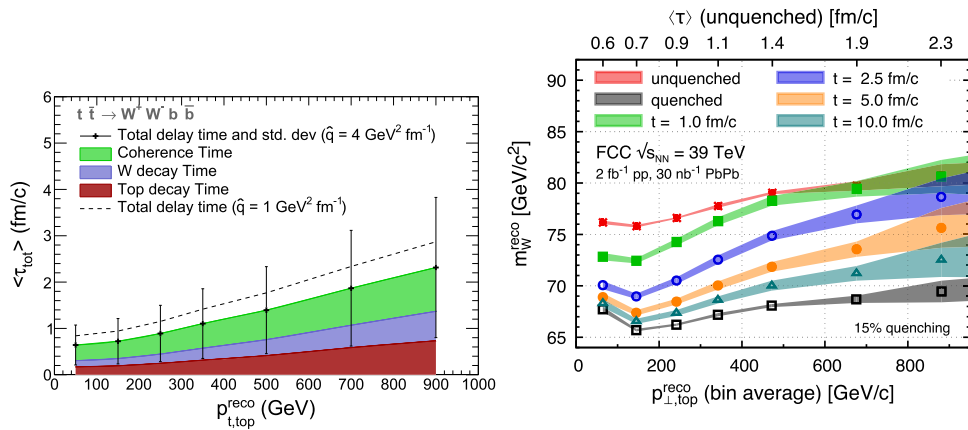 6
5
4
3
2
1
0
<τ_tot> (fm/c)
t t̄ → W⁺ W⁻ b b̄
Total delay time and std. dev (q̂ = 4 GeV² fm⁻¹)
Coherence Time
W decay Time
Top decay Time
Total delay time (q̂ = 1 GeV² fm⁻¹)
0 100 200 300 400 500 600 700 800 900 1000
p^reco_t,top (GeV)
⟨τ⟩ (unquenched) [fm/c]
0.6 0.7 0.9 1.1 1.4 1.9 2.3
90
85
80
75
70
65
m_W^reco [GeV/c²]
unquenched
quenched
t = 1.0 fm/c
t = 2.5 fm/c
t = 5.0 fm/c
t = 10.0 fm/c
FCC √s_NN = 39 TeV
2 fb⁻¹ pp, 30 nb⁻¹ PbPb
15% quenching
0 200 400 600 800
p^reco_⊥,top (bin average) [GeV/c]